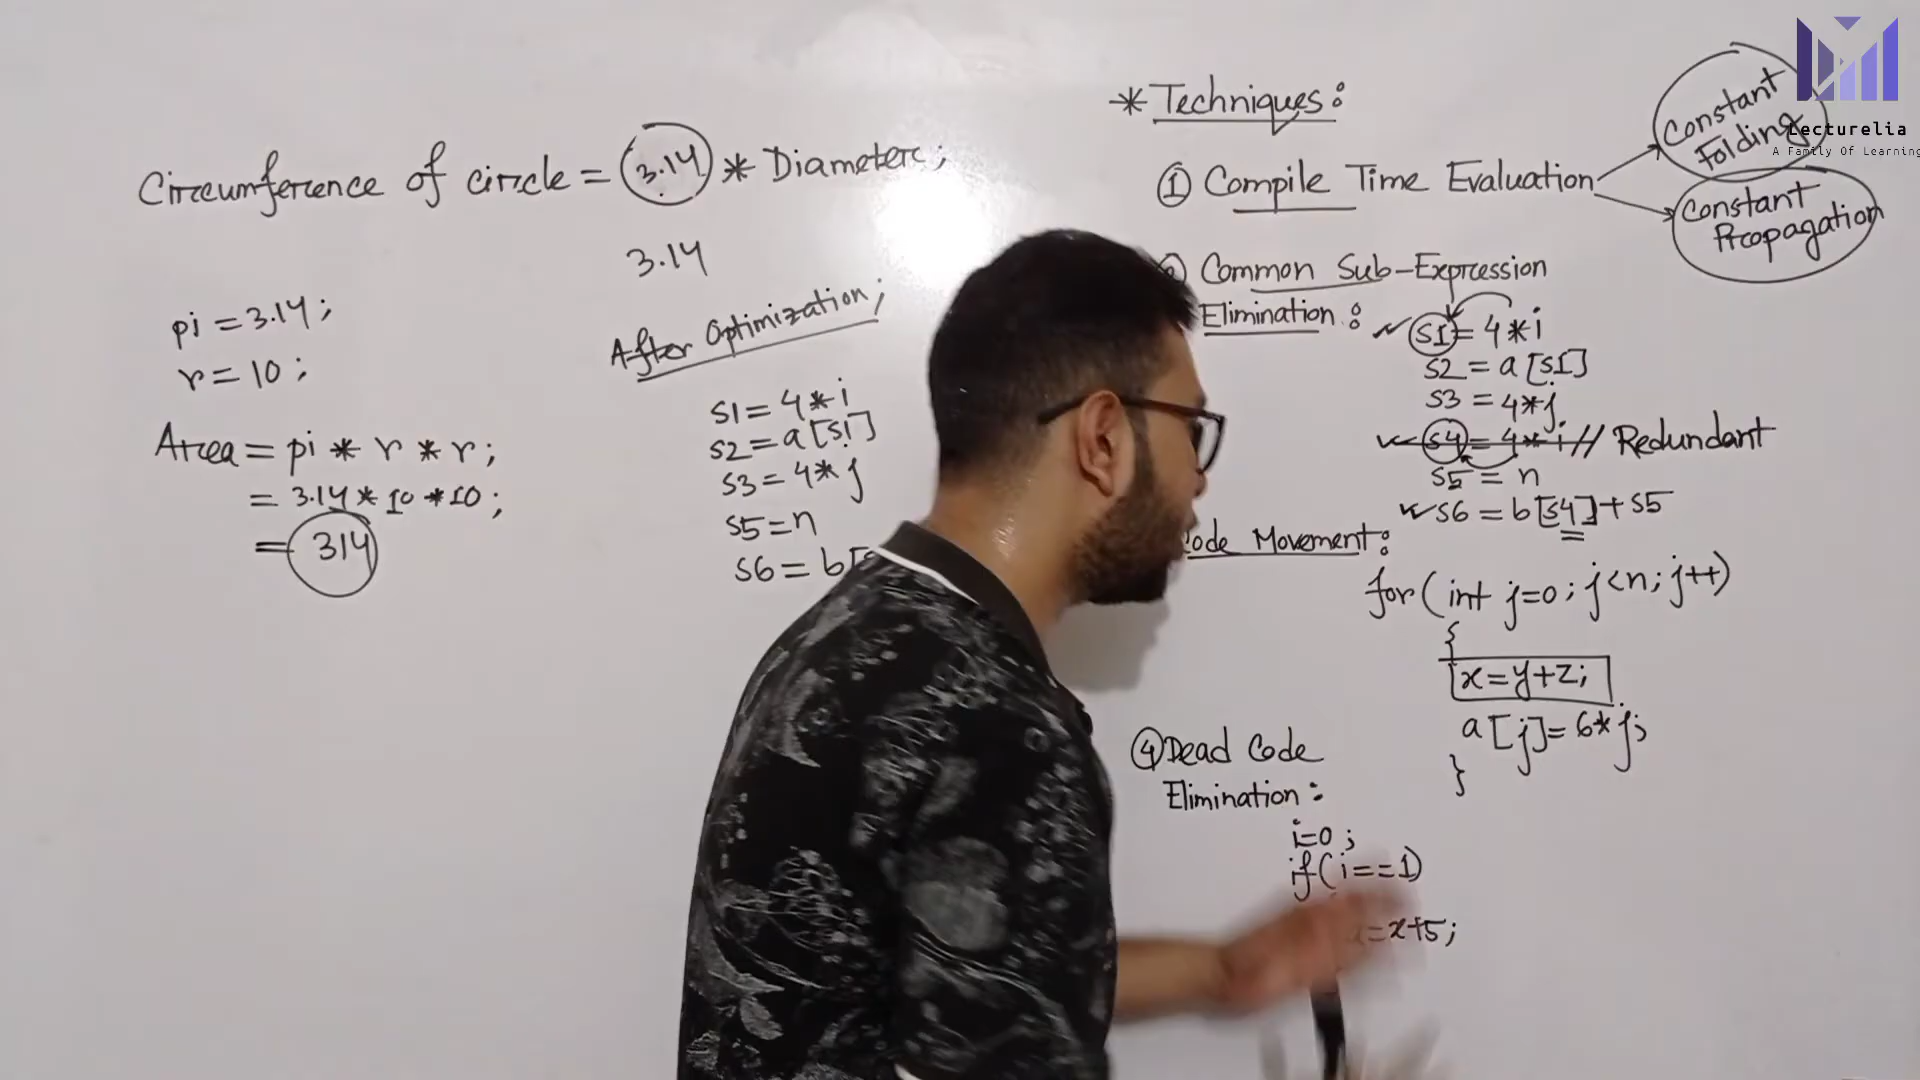 Circumference of circle = 3.14 * Diameter;
3.14
pi = 3.14;
r = 10;
Area = pi * r * r;
= 3.14 * 10 * 10;
= 314
After Optimization;
s1 = 4 * i
s2 = a[s1]
s3 = 4 * j
s5 = n
s6 = b[
* Techniques:
① Compile Time Evaluation
Constant
Folding
Constant
Propagation
Common Sub-Expression
Elimination:
s1 = 4 * i
s2 = a[s1]
s3 = 4 * j
s4 = 4 * i // Redundant
s5 = n
s6 = b[s4] + s5
Code Movement:
for (int j=0; j<n; j++)
{
x = y+z;
a[j] = 6 * j;
}
④ Dead Code
Elimination:
i=0;
if (i==1)
=x+5;
Lecturelia
A Family Of Learning